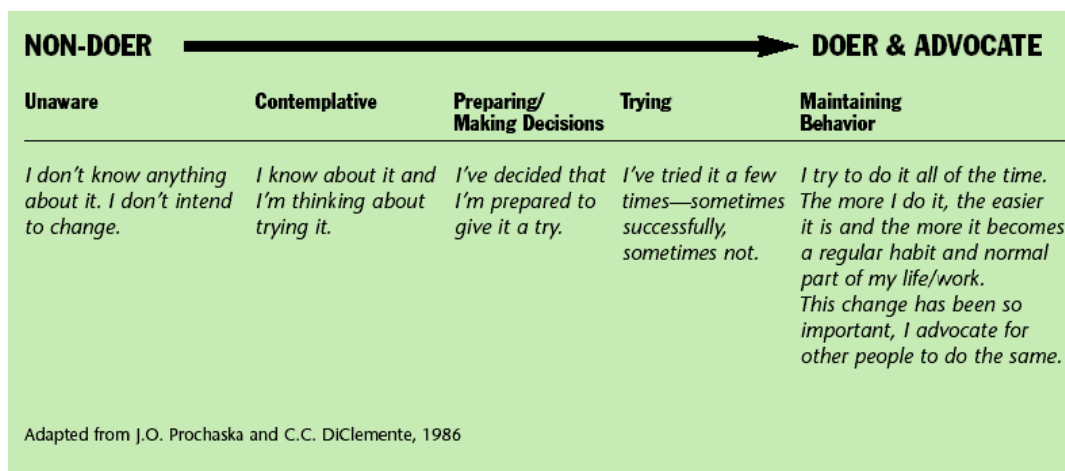 NON-DOER DOER & ADVOCATE
Unaware
Contemplative
Preparing/
Making Decisions
Trying
Maintaining
Behavior
I don't know anything
about it. I don't intend
to change.
I know about it and
I'm thinking about
trying it.
I've decided that
I'm prepared to
give it a try.
I've tried it a few
times—sometimes
successfully,
sometimes not.
I try to do it all of the time.
The more I do it, the easier
it is and the more it becomes
a regular habit and normal
part of my life/work.
This change has been so
important, I advocate for
other people to do the same.
Adapted from J.O. Prochaska and C.C. DiClemente, 1986